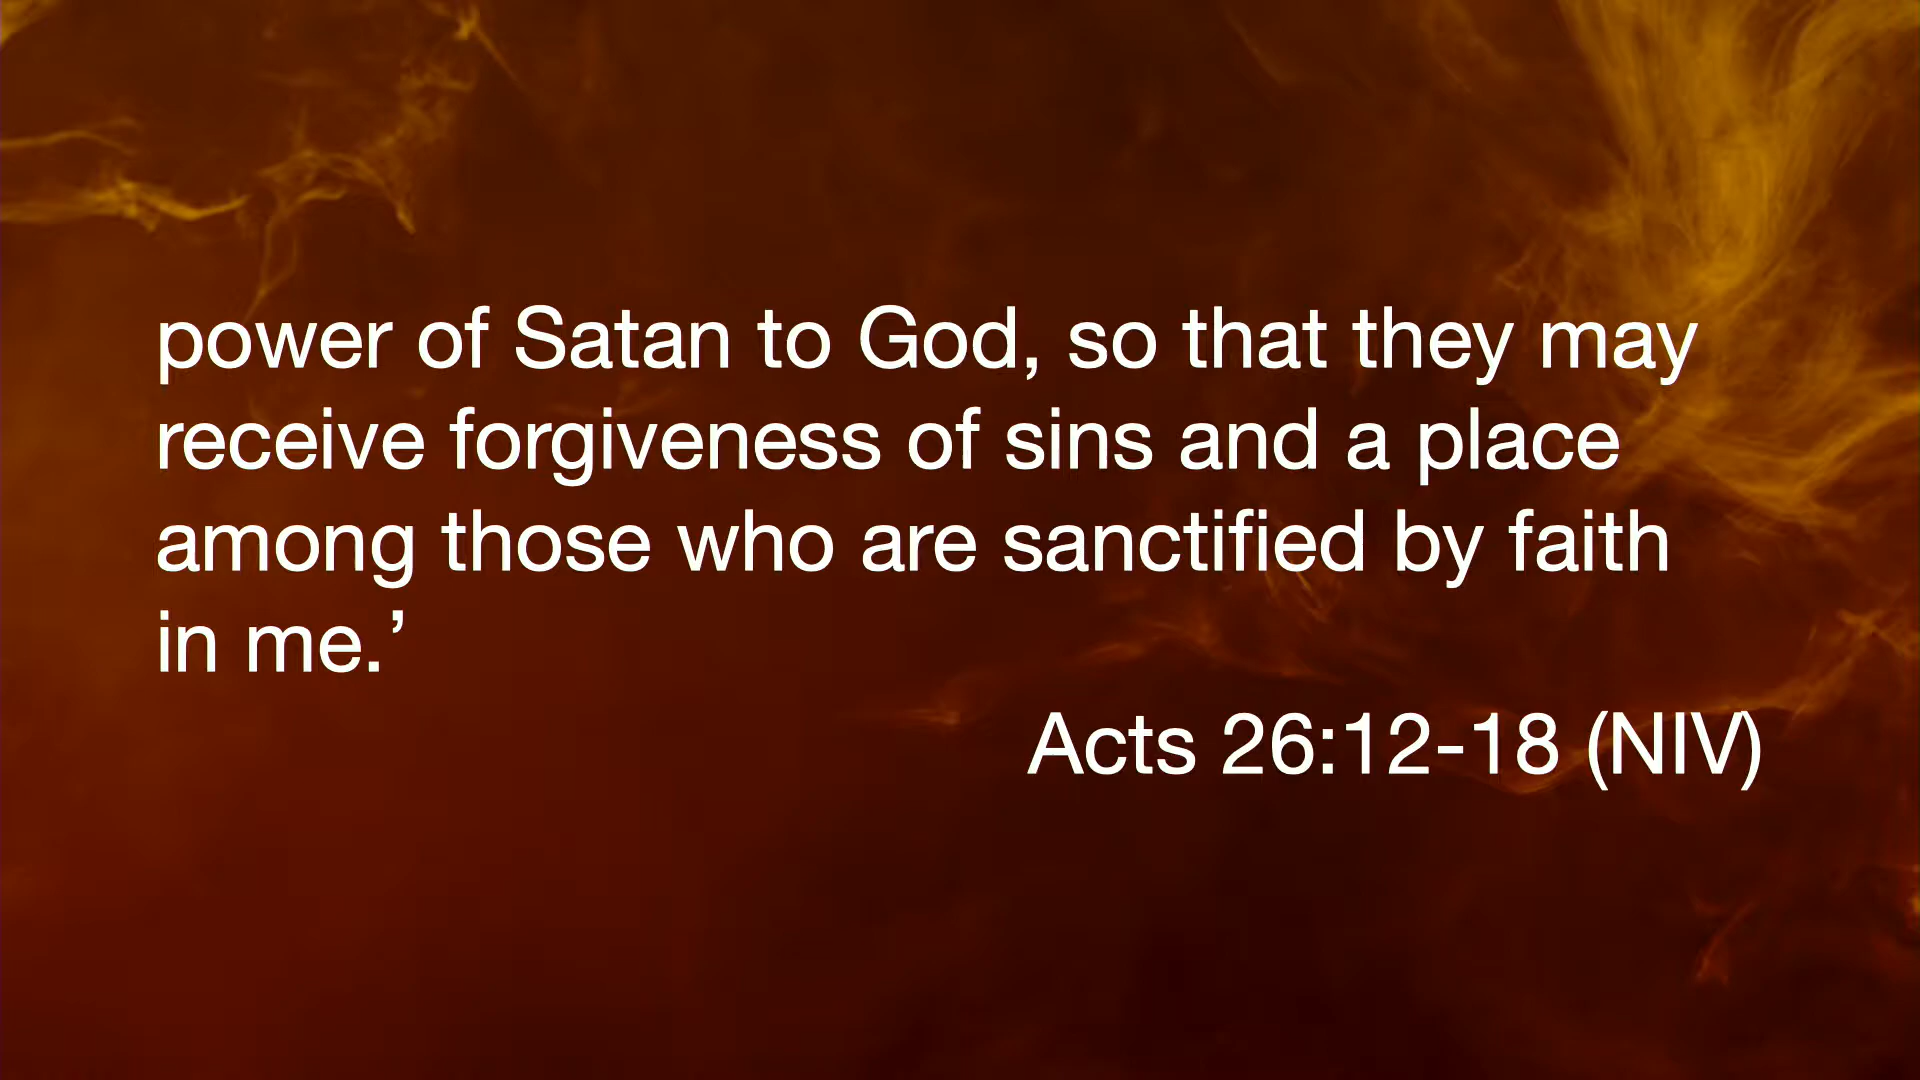 power of Satan to God, so that they may
receive forgiveness of sins and a place
among those who are sanctified by faith
in me.’
Acts 26:12-18 (NIV)